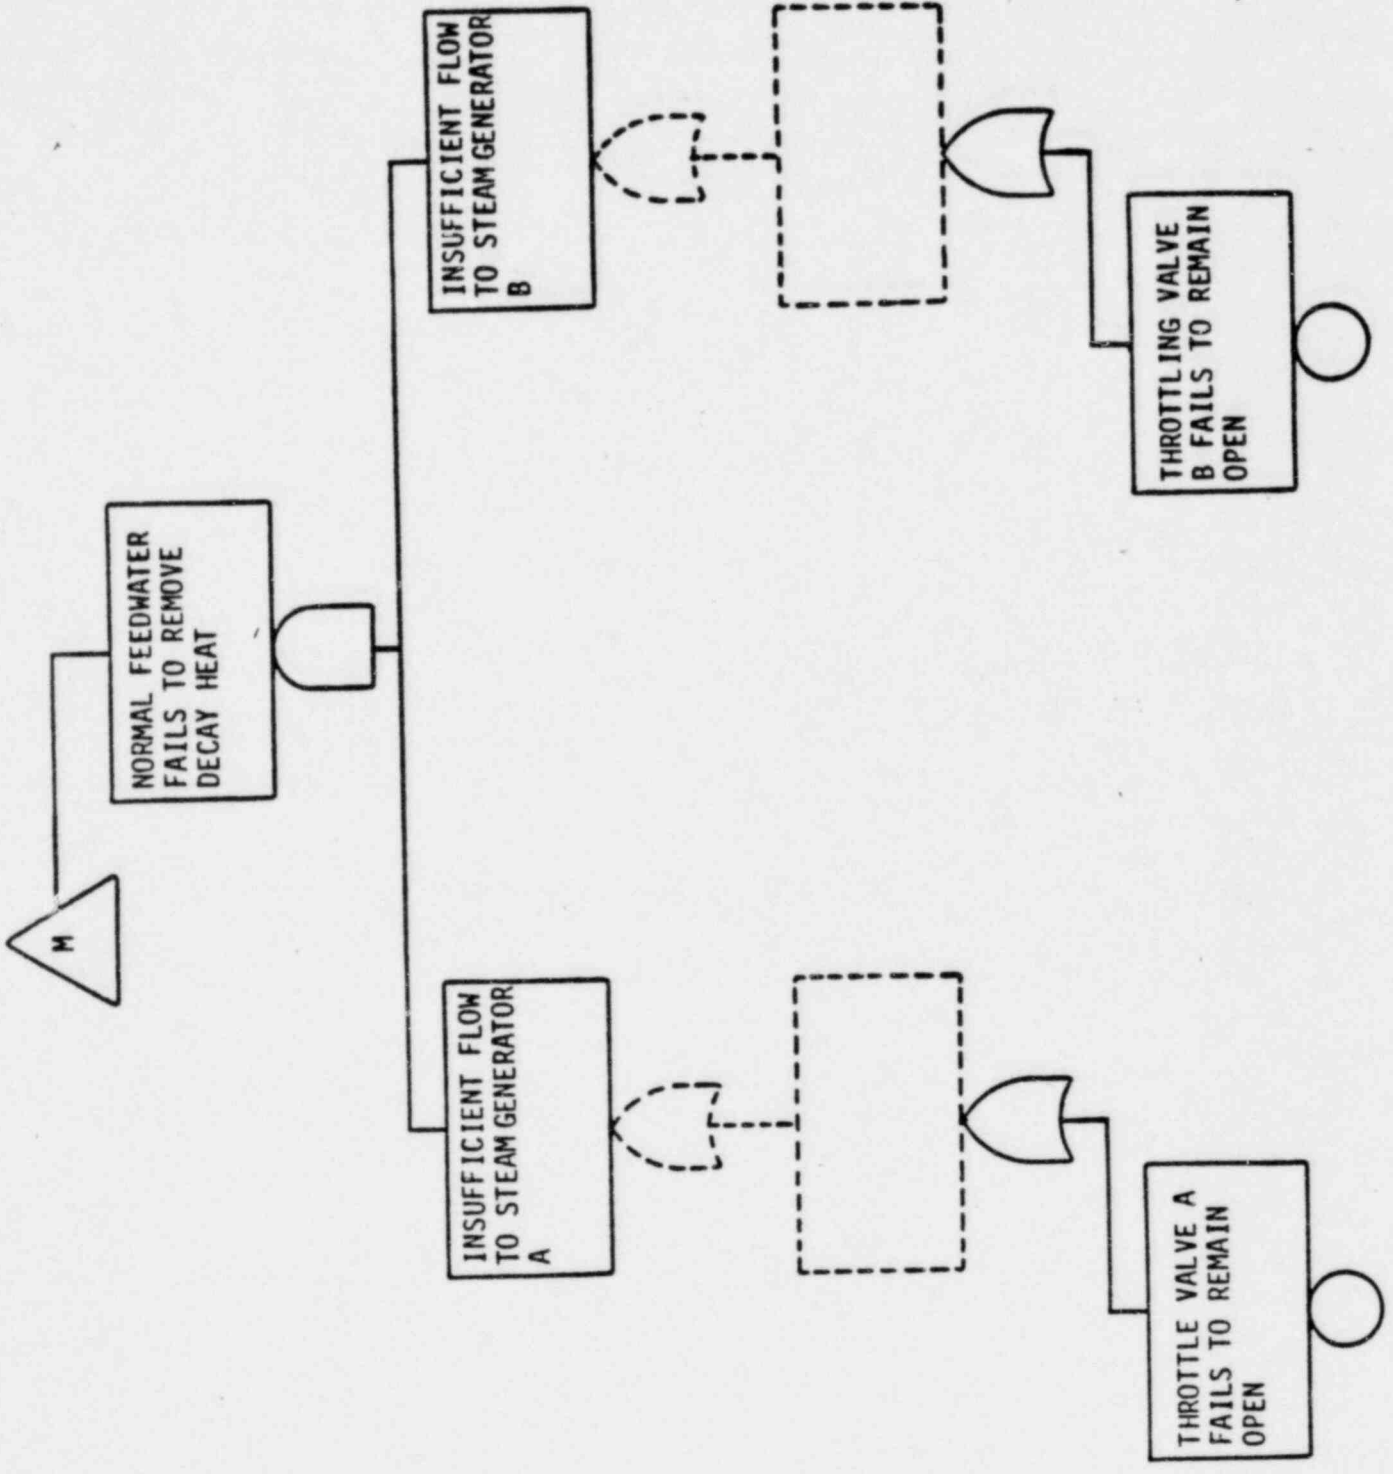 M
NORMAL FEEDWATER
FAILS TO REMOVE
DECAY HEAT
INSUFFICIENT FLOW
TO STEAM GENERATOR
A
INSUFFICIENT FLOW
TO STEAM GENERATOR
B
THROTTLE VALVE A
FAILS TO REMAIN
OPEN
THROTTLING VALVE
B FAILS TO REMAIN
OPEN